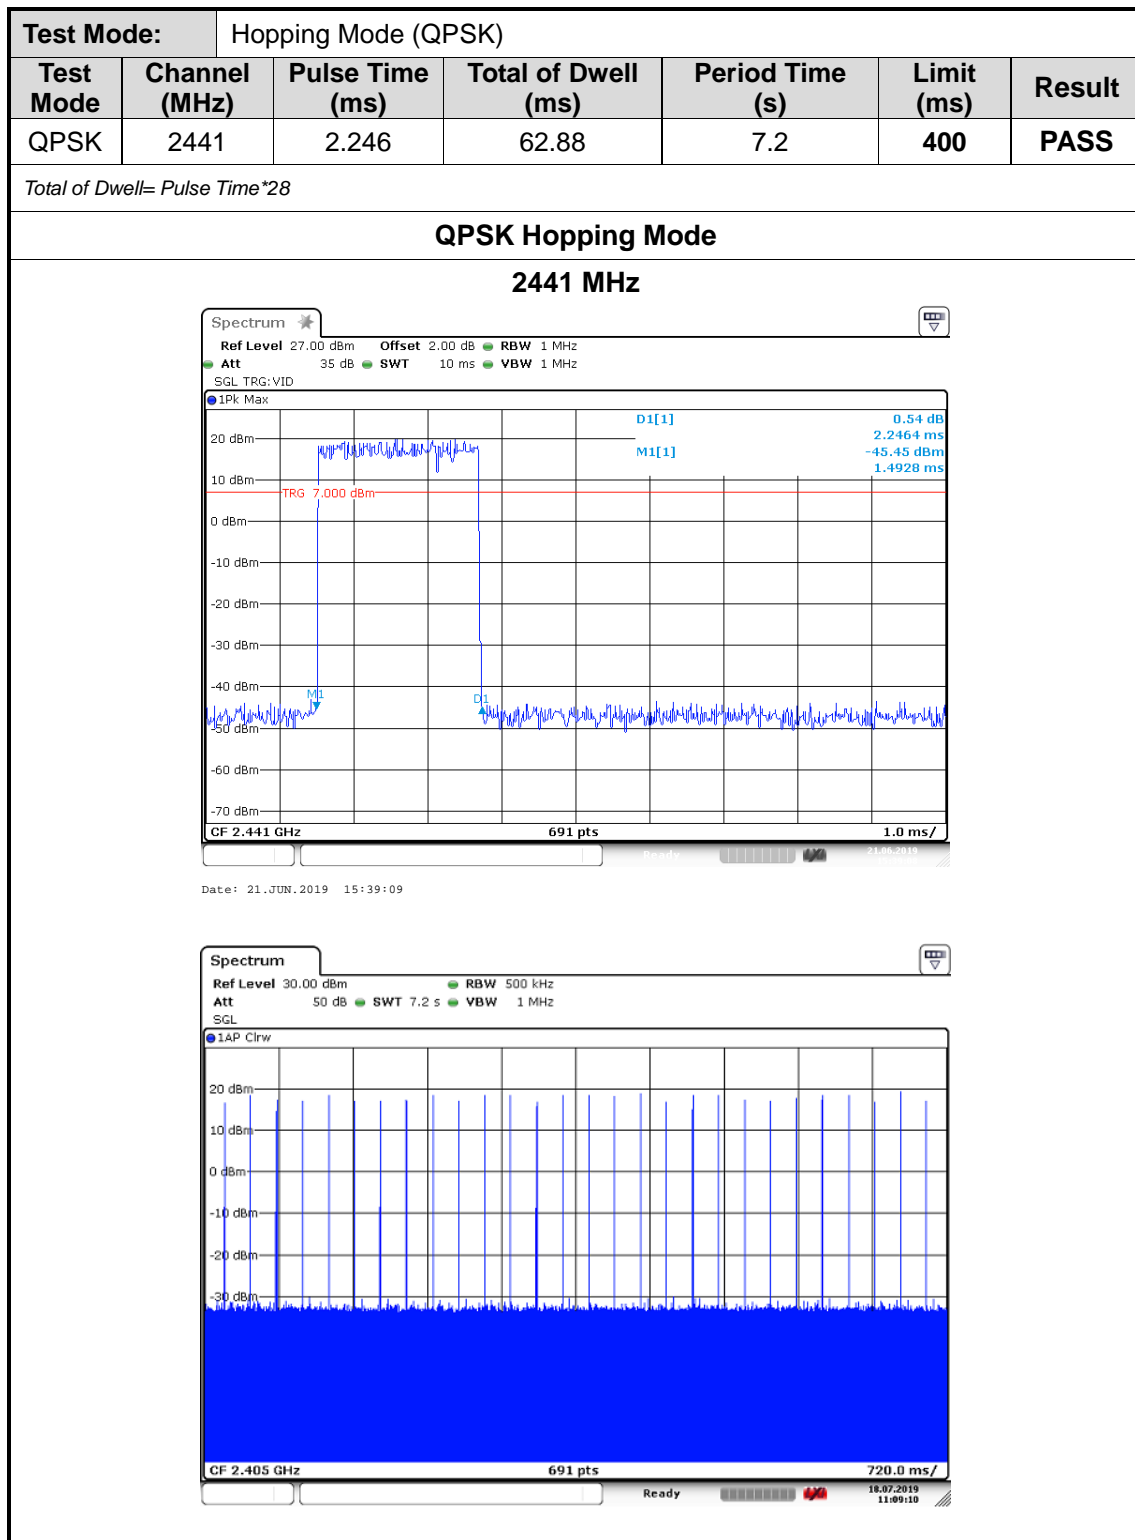 Test Mode: Hopping Mode (QPSK)
Test Mode Channel (MHz) Pulse Time (ms) Total of Dwell (ms) Period Time (s) Limit (ms) Result
QPSK 2441 2.246 62.88 7.2 400 PASS
Total of Dwell= Pulse Time*28
QPSK Hopping Mode
2441 MHz
Spectrum
Ref Level 27.00 dBm Offset 2.00 dB RBW 1 MHz
Att 35 dB SWT 10 ms VBW 1 MHz
SGL TRG:VID
1Pk Max
D1[1] 0.54 dB
2.2464 ms
20 dBm
M1[1] -45.45 dBm
1.4928 ms
10 dBm
TRG 7.000 dBm
0 dBm
-10 dBm
-20 dBm
-30 dBm
-40 dBm
M1 D1
-50 dBm
-60 dBm
-70 dBm
CF 2.441 GHz 691 pts 1.0 ms/
Ready 21.06.2019
Date: 21.JUN.2019 15:39:09
Spectrum
Ref Level 30.00 dBm RBW 500 kHz
Att 50 dB SWT 7.2 s VBW 1 MHz
SGL
1AP Clrw
20 dBm
10 dBm
0 dBm
-10 dBm
-20 dBm
-30 dBm
CF 2.405 GHz 691 pts 720.0 ms/
Ready 18.07.2019
11:09:10